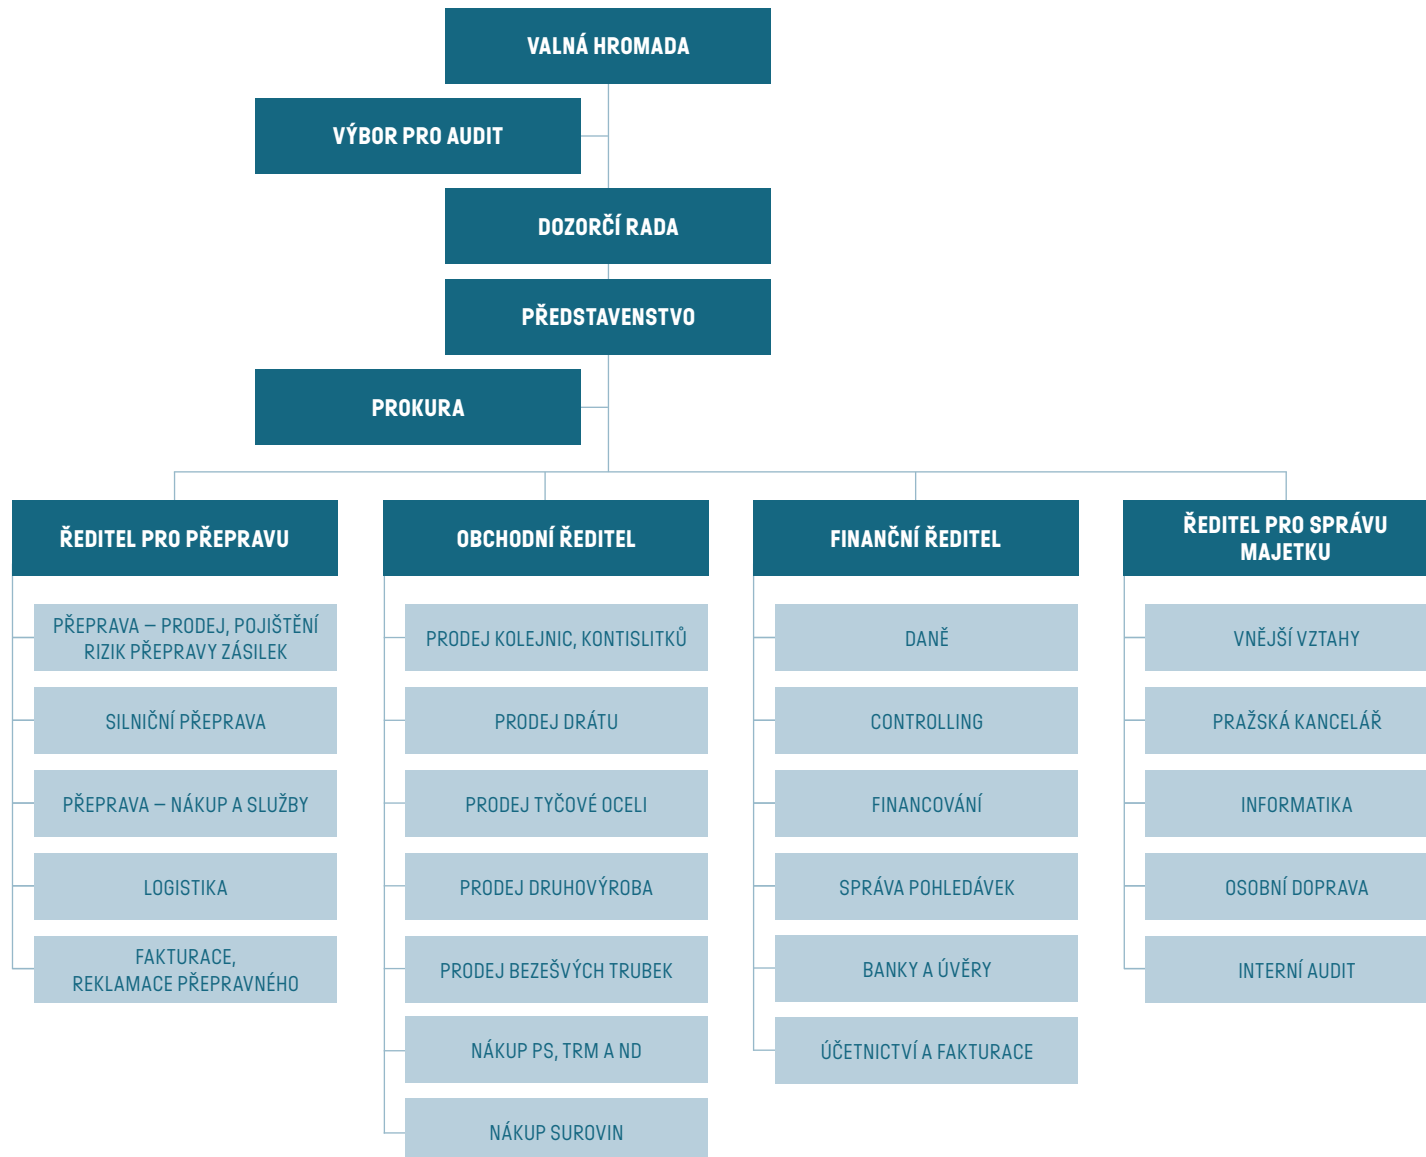 VALNÁ HROMADA
VÝBOR PRO AUDIT
DOZORČÍ RADA
PŘEDSTAVENSTVO
PROKURA
ŘEDITEL PRO PŘEPRAVU
PŘEPRAVA – PRODEJ, POJIŠTĚNÍ
RIZIK PŘEPRAVY ZÁSILEK
SILNIČNÍ PŘEPRAVA
PŘEPRAVA – NÁKUP A SLUŽBY
LOGISTIKA
FAKTURACE,
REKLAMACE PŘEPRAVNÉHO
OBCHODNÍ ŘEDITEL
PRODEJ KOLEJNIC, KONTISLITKŮ
PRODEJ DRÁTU
PRODEJ TYČOVÉ OCELI
PRODEJ DRUHOVÝROBA
PRODEJ BEZEŠVÝCH TRUBEK
NÁKUP PS, TRM A ND
NÁKUP SUROVIN
FINANČNÍ ŘEDITEL
DANĚ
CONTROLLING
FINANCOVÁNÍ
SPRÁVA POHLEDÁVEK
BANKY A ÚVĚRY
ÚČETNICTVÍ A FAKTURACE
ŘEDITEL PRO SPRÁVU
MAJETKU
VNĚJŠÍ VZTAHY
PRAŽSKÁ KANCELÁŘ
INFORMATIKA
OSOBNÍ DOPRAVA
INTERNÍ AUDIT